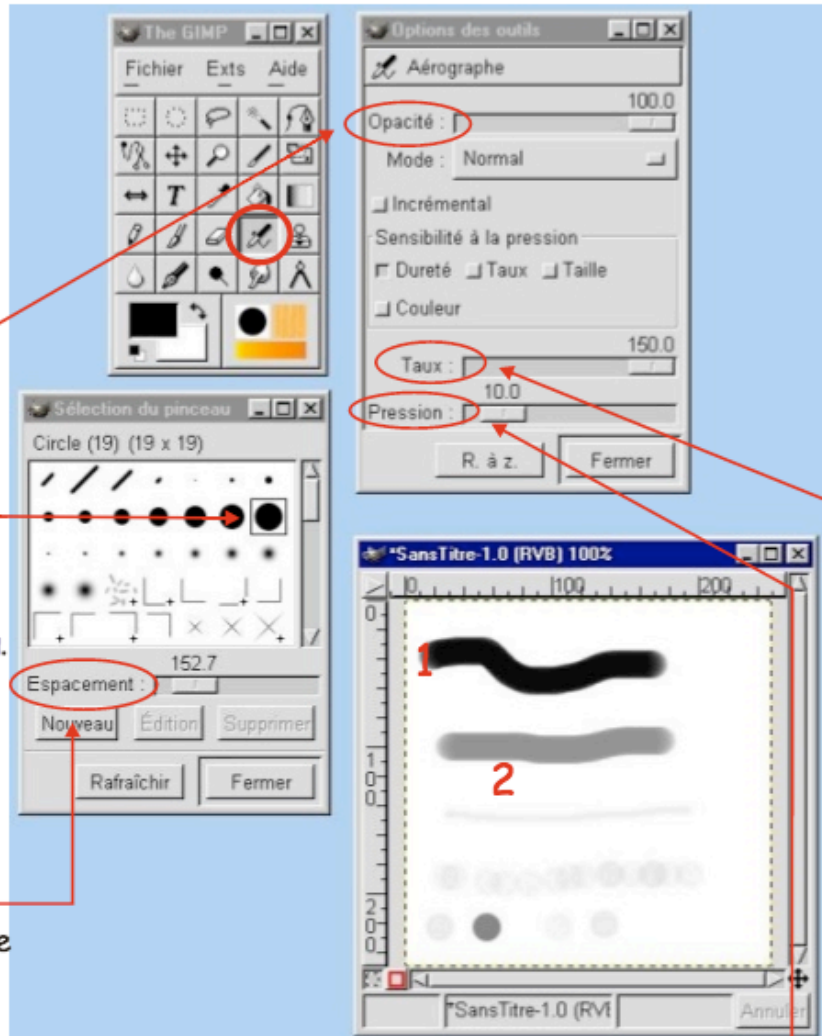 The GIMP
Fichier Exts Aide
T
Options des outils
Aérographe
100.0
Opacité :
Mode : Normal
Incrémental
Sensibilité à la pression
Dureté Taux Taille
Couleur
150.0
Taux :
10.0
Pression :
R. à z. Fermer
Sélection du pinceau
Circle (19) (19 x 19)
152.7
Espacement :
Nouveau Édition Supprimer
Rafraîchir Fermer
e
*SansTitre-1.0 (RVB) 100%
0 100 200
0
100
200
1
2
*SansTitre-1.0 (RVB
Annuler